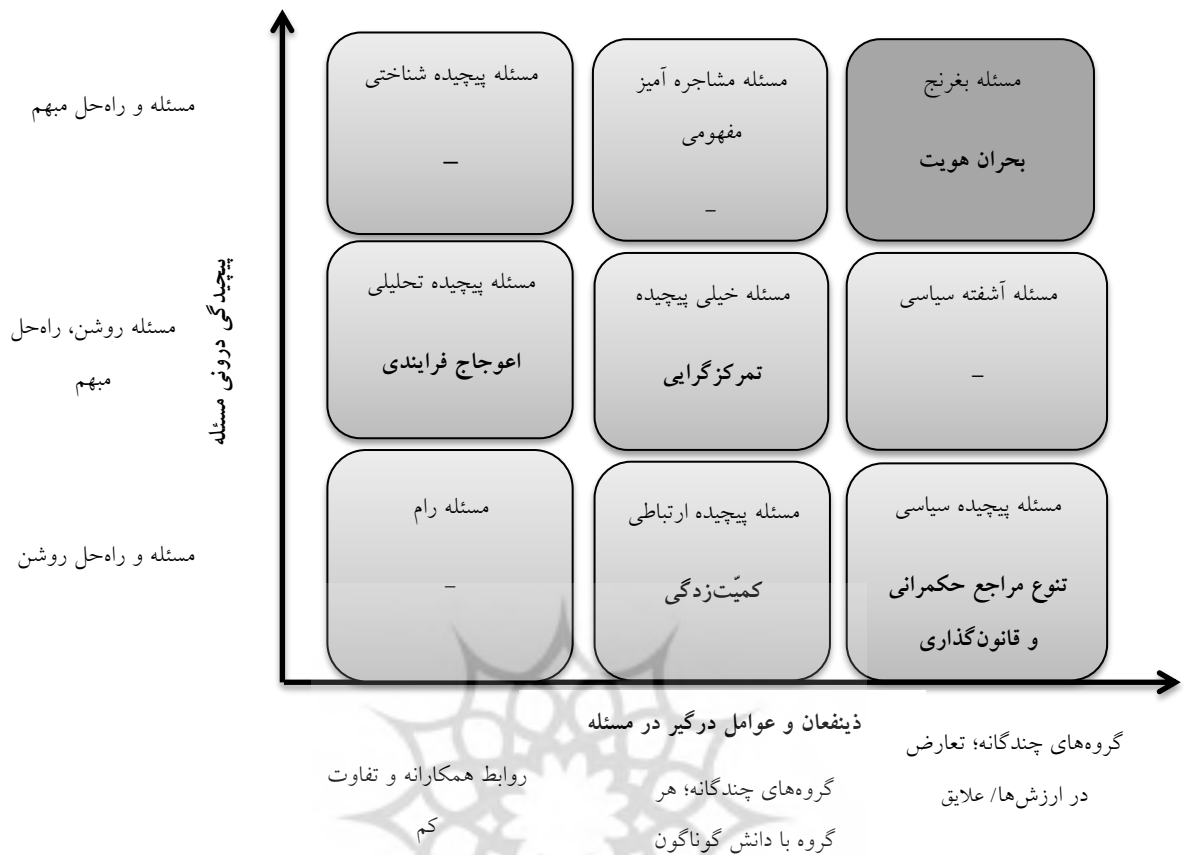 مسئله و راه‌حل مبهم
مسئله روشن، راه‌حل
مبهم
مسئله و راه‌حل روشن
پیچیدگی درونی مسئله
مسئله بغرنج
بحران هویت
مسئله مشاجره آمیز
مفهومی
–
مسئله پیچیده شناختی
–
مسئله آشفته سیاسی
–
مسئله خیلی پیچیده
تمرکزگرایی
مسئله پیچیده تحلیلی
اعوجاج فرایندی
مسئله پیچیده سیاسی
تنوع مراجع حکمرانی
و قانون‌گذاری
مسئله پیچیده ارتباطی
کمیّت‌زدگی
مسئله رام
–
ذینفعان و عوامل درگیر در مسئله
گروه‌های چندگانه؛ تعارض
در ارزش‌ها/ علایق
گروه‌های چندگانه؛ هر
گروه با دانش گوناگون
روابط همکارانه و تفاوت
کم